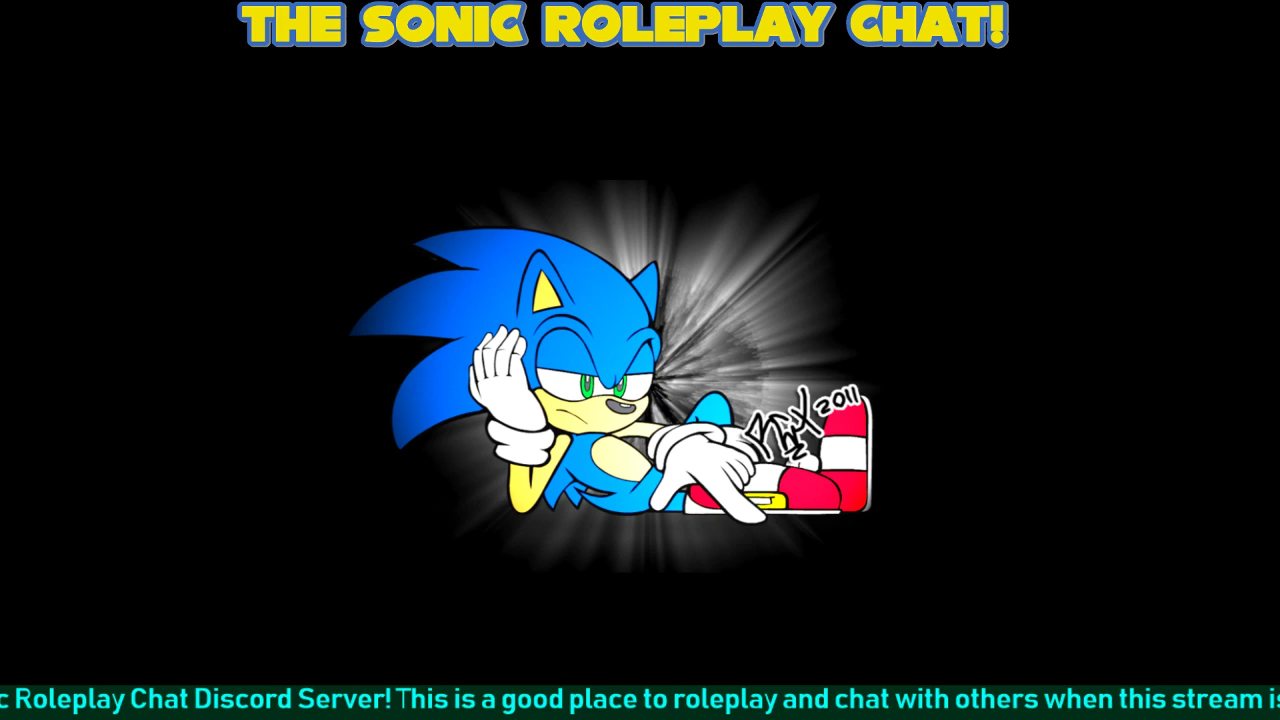 THE SONIC ROLEPLAY CHAT!
2011
c Roleplay Chat Discord Server! This is a good place to roleplay and chat with others when this stream is